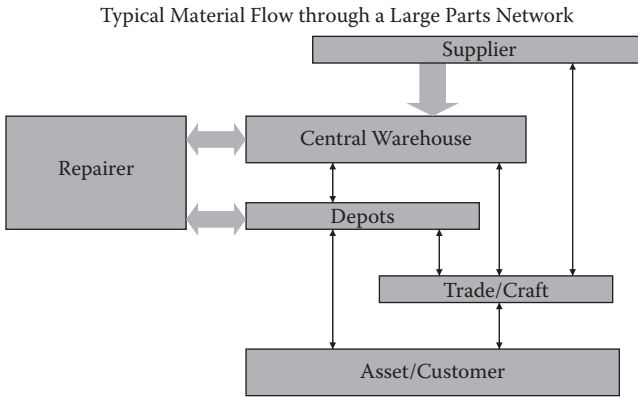 Typical Material Flow through a Large Parts Network
Supplier
Central Warehouse
Repairer
Depots
Trade/Craft
Asset/Customer